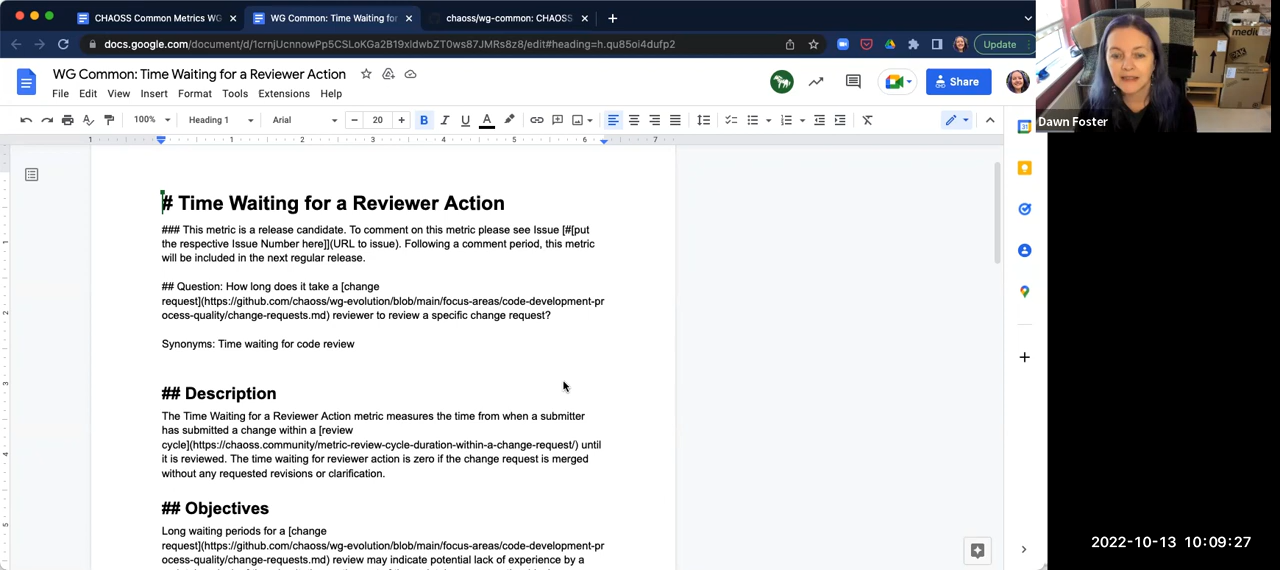 CHAOSS Common Metrics WG
WG Common: Time Waiting for
chaoss/wg-common: CHAOSS
docs.google.com/document/d/1crnjUcnnowPp5CSLoKGa2B19xldwbZT0ws87JMRs8z8/edit#heading=h.qu85oi4dufp2
Update
WG Common: Time Waiting for a Reviewer Action
File Edit View Insert Format Tools Extensions Help
Share
100% Heading 1 Arial 20 B I U A
1 1 2 3 4 5 6 7
# Time Waiting for a Reviewer Action
### This metric is a release candidate. To comment on this metric please see Issue [#[put
the respective Issue Number here]](URL to issue). Following a comment period, this metric
will be included in the next regular release.
## Question: How long does it take a [change
request](https://github.com/chaoss/wg-evolution/blob/main/focus-areas/code-development-pr
ocess-quality/change-requests.md) reviewer to review a specific change request?
Synonyms: Time waiting for code review
## Description
The Time Waiting for a Reviewer Action metric measures the time from when a submitter
has submitted a change within a [review
cycle](https://chaoss.community/metric-review-cycle-duration-within-a-change-request/) until
it is reviewed. The time waiting for reviewer action is zero if the change request is merged
without any requested revisions or clarification.
## Objectives
Long waiting periods for a [change
request](https://github.com/chaoss/wg-evolution/blob/main/focus-areas/code-development-pr
ocess-quality/change-requests.md) review may indicate potential lack of experience by a
Dawn Foster
2022-10-13 10:09:27